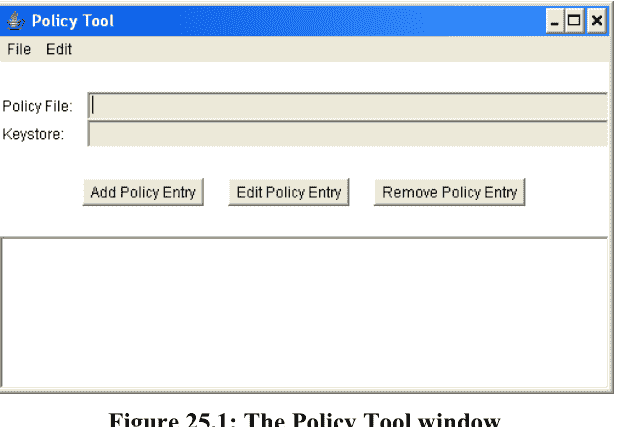 Policy Tool
File Edit
Policy File:
Keystore:
Add Policy Entry Edit Policy Entry Remove Policy Entry
Figure 25.1: The Policy Tool window